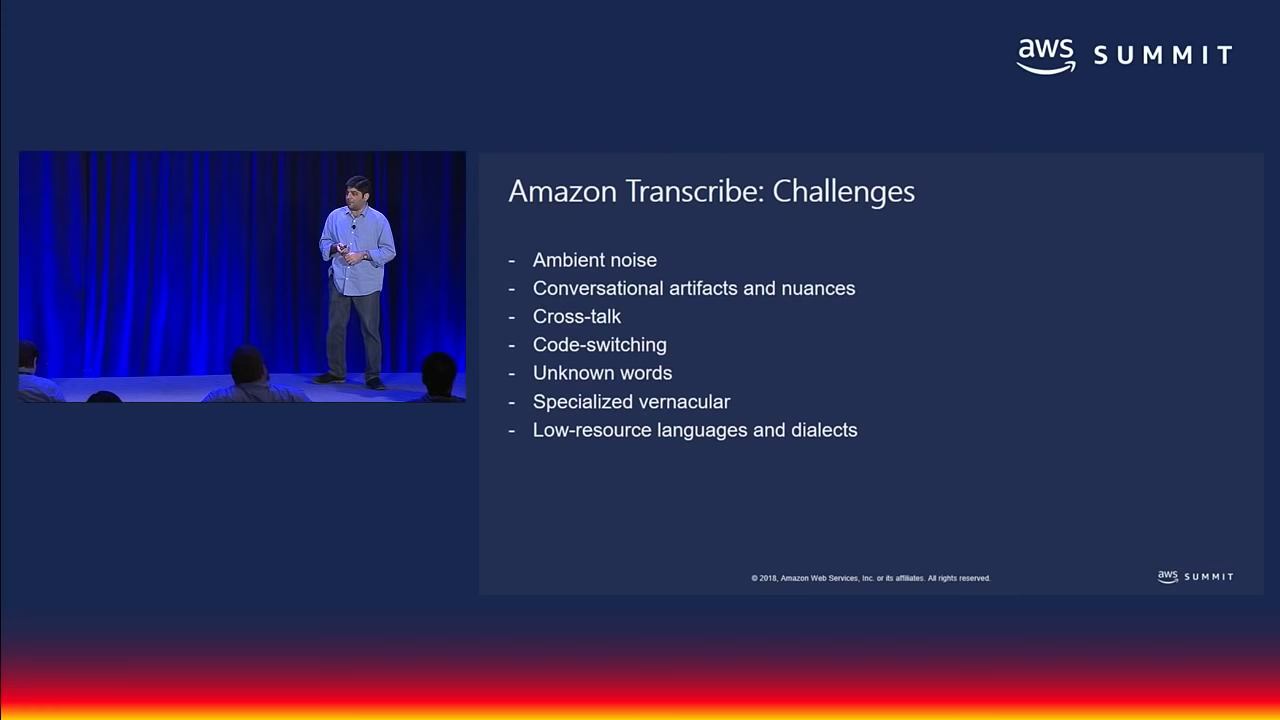 aws SUMMIT
Amazon Transcribe: Challenges
- Ambient noise
- Conversational artifacts and nuances
- Cross-talk
- Code-switching
- Unknown words
- Specialized vernacular
- Low-resource languages and dialects
© 2018, Amazon Web Services, Inc. or its affiliates. All rights reserved.
aws SUMMIT